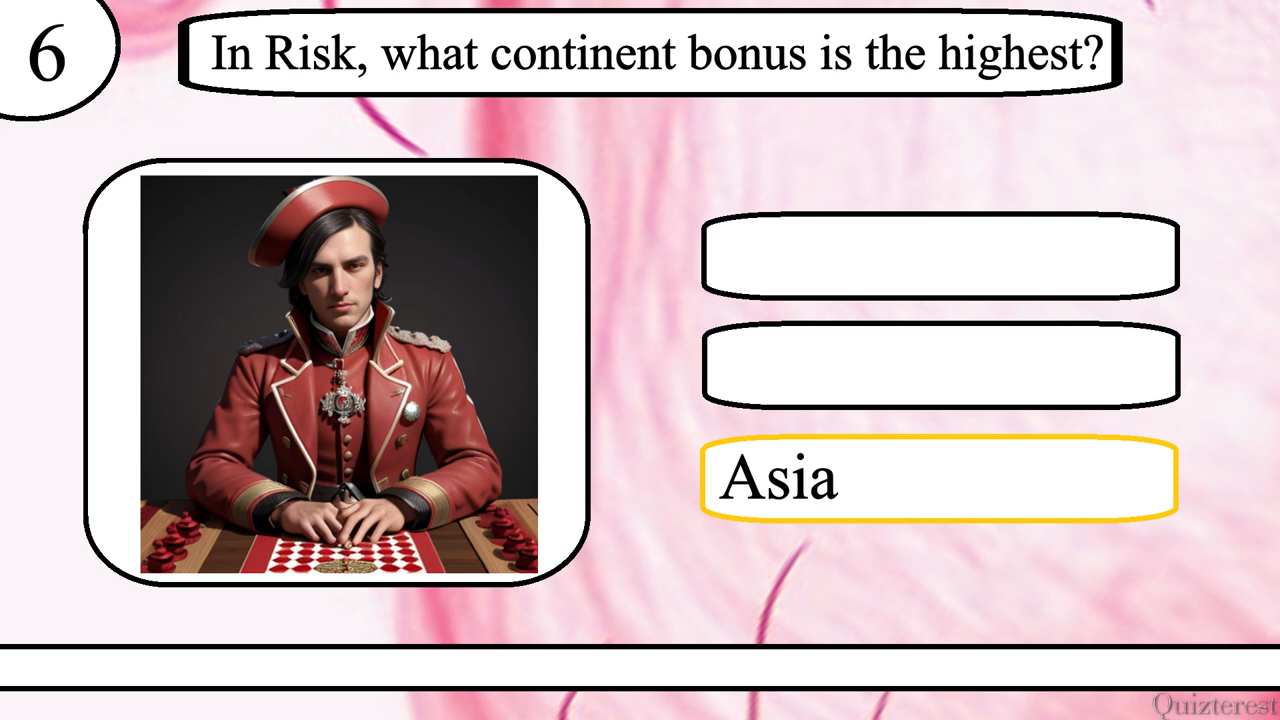 6
In Risk, what continent bonus is the highest?
Asia
Quizterest